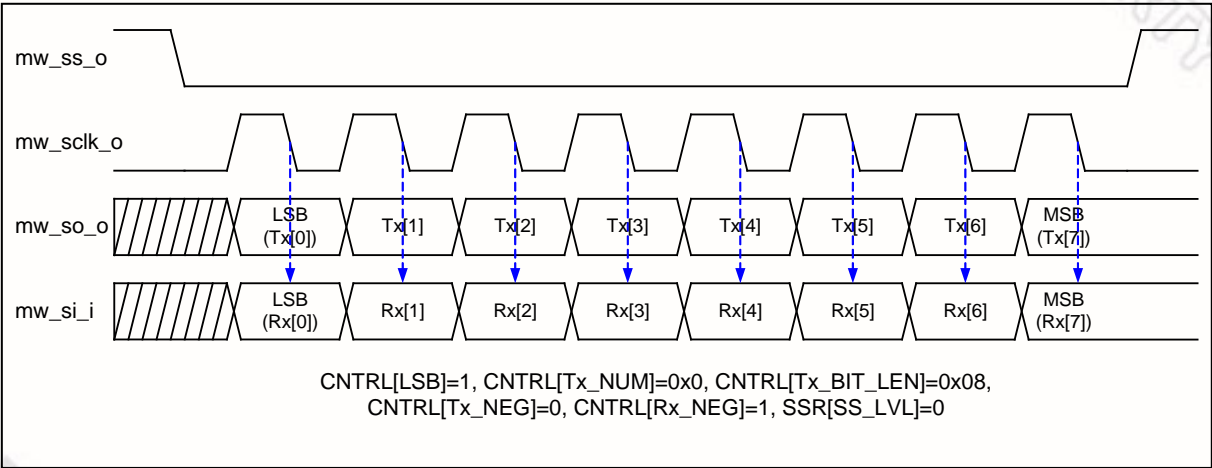 mw_ss_o
mw_sclk_o
mw_so_o
LSB
(Tx[0])
Tx[1]
Tx[2]
Tx[3]
Tx[4]
Tx[5]
Tx[6]
MSB
(Tx[7])
mw_si_i
LSB
(Rx[0])
Rx[1]
Rx[2]
Rx[3]
Rx[4]
Rx[5]
Rx[6]
MSB
(Rx[7])
CNTRL[LSB]=1, CNTRL[Tx_NUM]=0x0, CNTRL[Tx_BIT_LEN]=0x08,
CNTRL[Tx_NEG]=0, CNTRL[Rx_NEG]=1, SSR[SS_LVL]=0